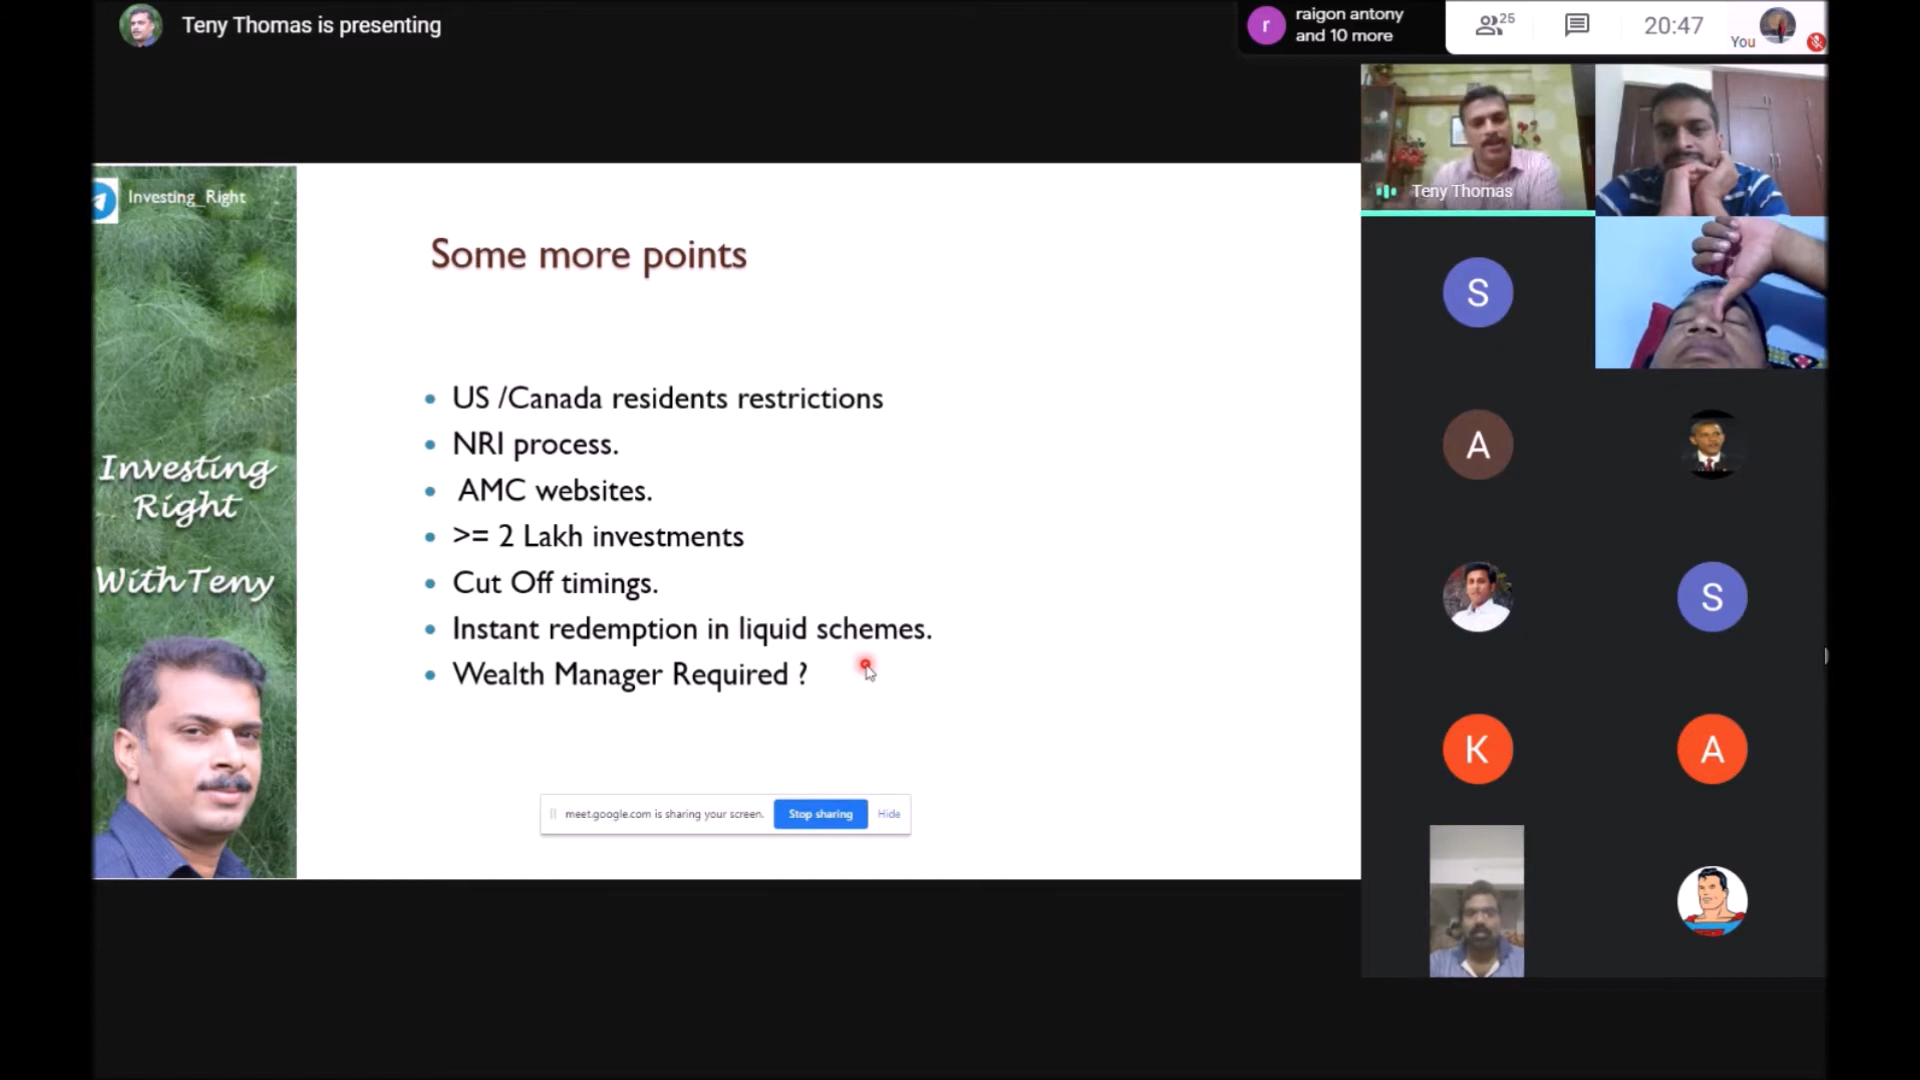 Teny Thomas is presenting
r
raigon antony
and 10 more
25
20:47
You
Investing_Right
Some more points
Teny Thomas
S
• US /Canada residents restrictions
• NRI process.
A
• AMC websites.
Investing
Right
• >= 2 Lakh investments
With Teny
• Cut Off timings.
S
• Instant redemption in liquid schemes.
• Wealth Manager Required ?
K
A
meet.google.com is sharing your screen.
Stop sharing
Hide